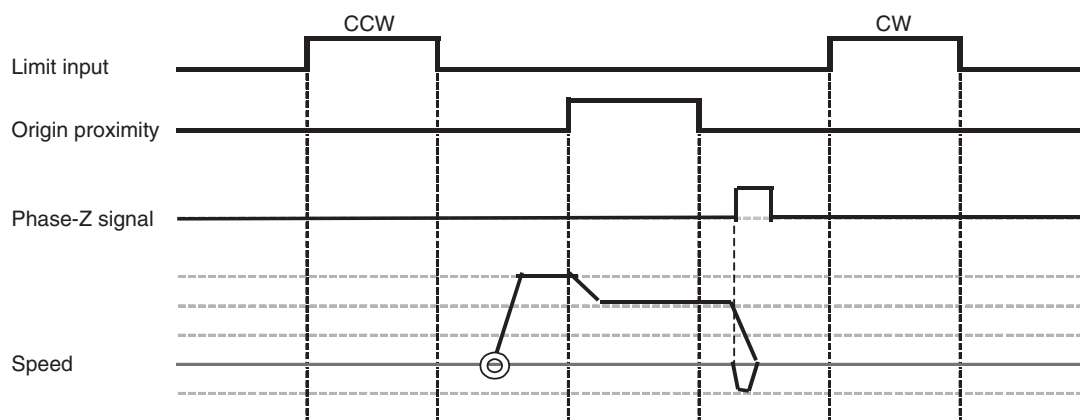 CCW
CW
Limit input
Origin proximity
Phase-Z signal
Speed